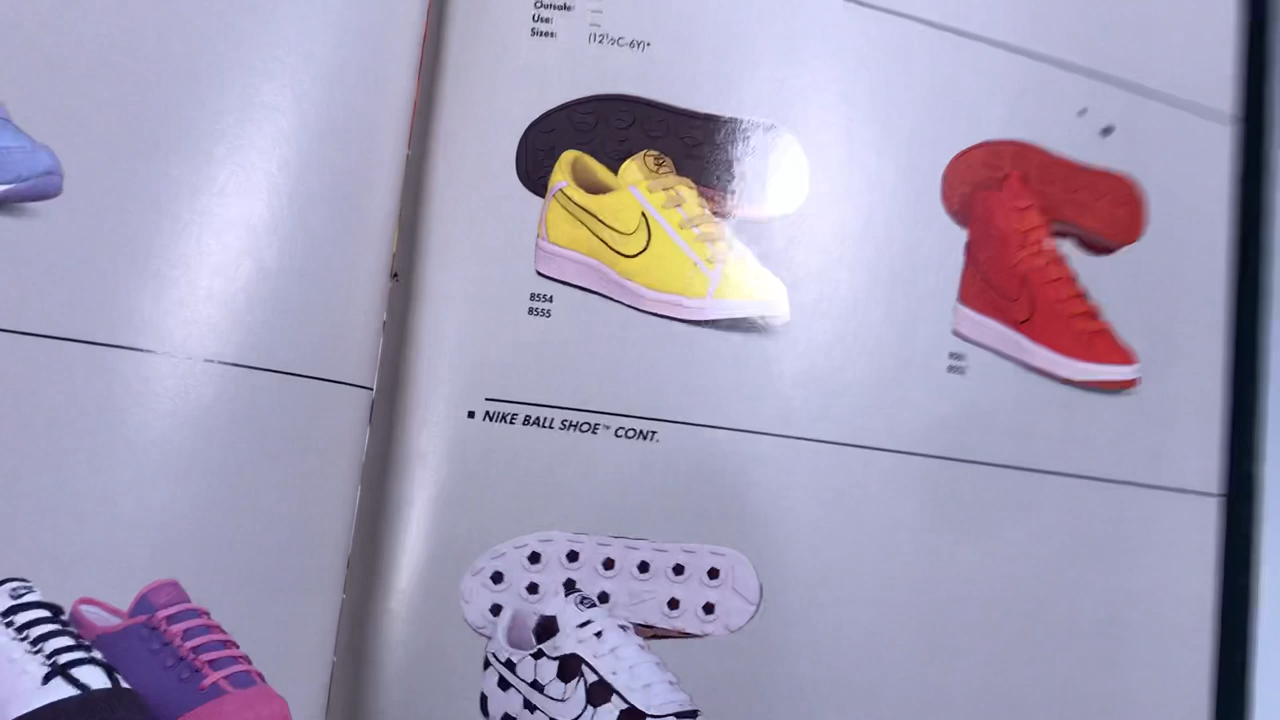 Outsole: —
Use: —
Sizes: (12½C-6Y)*
8554
8555
■ NIKE BALL SHOE™ CONT.